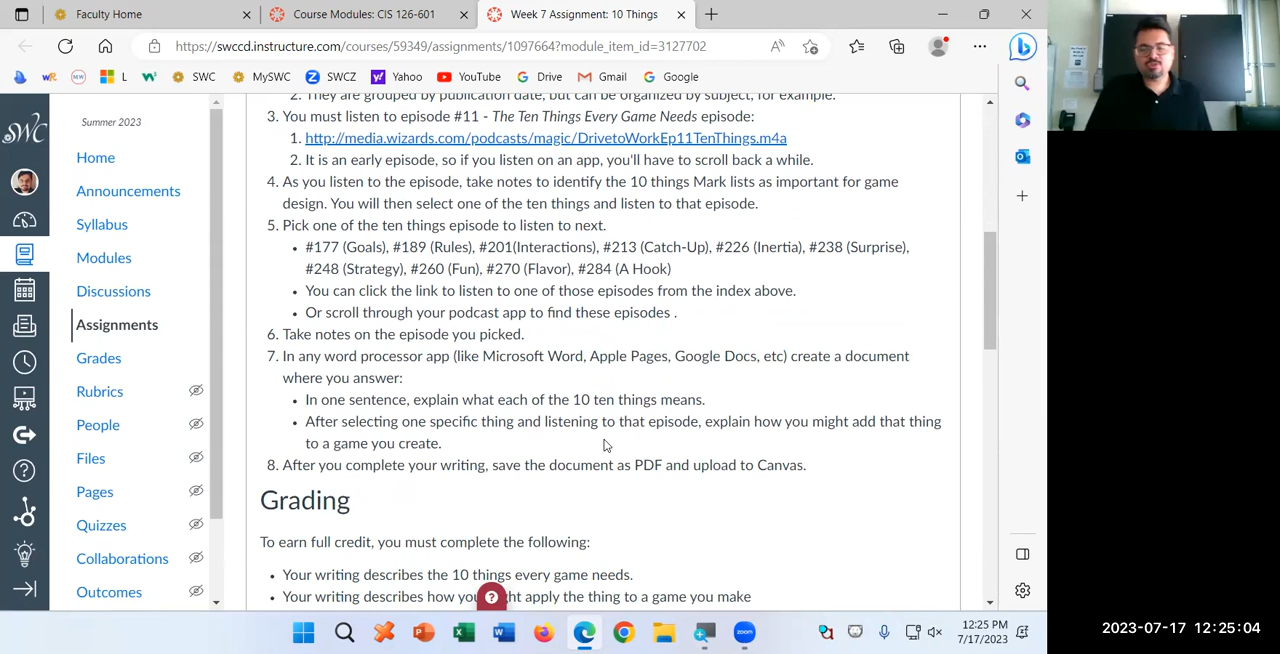 Faculty Home
Course Modules: CIS 126-601
Week 7 Assignment: 10 Things
https://swccd.instructure.com/courses/59349/assignments/1097664?module_item_id=3127702
L
SWC
MySWC
SWCZ
Yahoo
YouTube
Drive
Gmail
Google
SWC
Summer 2023
Home
Announcements
Syllabus
Modules
Discussions
Assignments
Grades
Rubrics
People
Files
Pages
Quizzes
Collaborations
Outcomes
2. They are grouped by publication date, but can be organized by subject, for example.
3. You must listen to episode #11 - The Ten Things Every Game Needs episode:
1. http://media.wizards.com/podcasts/magic/DrivetoWorkEp11TenThings.m4a
2. It is an early episode, so if you listen on an app, you'll have to scroll back a while.
4. As you listen to the episode, take notes to identify the 10 things Mark lists as important for game
design. You will then select one of the ten things and listen to that episode.
5. Pick one of the ten things episode to listen to next.
• #177 (Goals), #189 (Rules), #201(Interactions), #213 (Catch-Up), #226 (Inertia), #238 (Surprise),
#248 (Strategy), #260 (Fun), #270 (Flavor), #284 (A Hook)
• You can click the link to listen to one of those episodes from the index above.
• Or scroll through your podcast app to find these episodes .
6. Take notes on the episode you picked.
7. In any word processor app (like Microsoft Word, Apple Pages, Google Docs, etc) create a document
where you answer:
• In one sentence, explain what each of the 10 ten things means.
• After selecting one specific thing and listening to that episode, explain how you might add that thing
to a game you create.
8. After you complete your writing, save the document as PDF and upload to Canvas.
Grading
To earn full credit, you must complete the following:
• Your writing describes the 10 things every game needs.
• Your writing describes how you might apply the thing to a game you make
12:25 PM
7/17/2023
2023-07-17 12:25:04